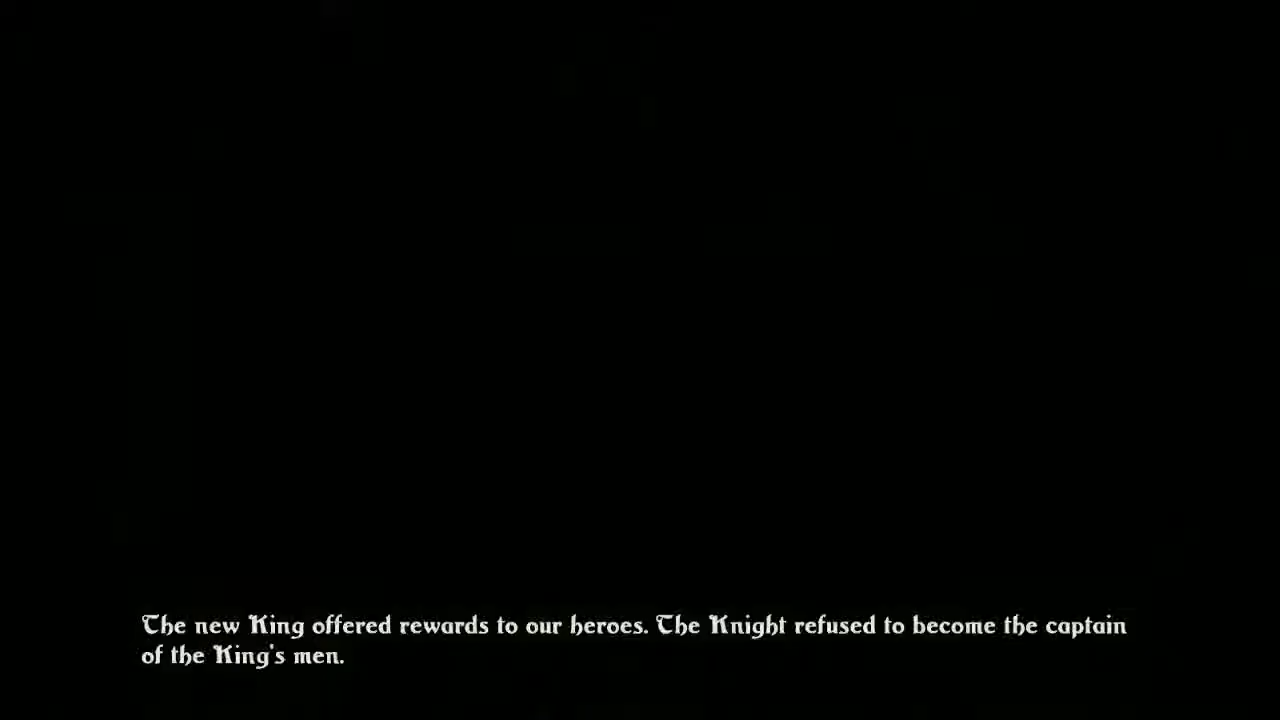 The new King offered rewards to our heroes. The Knight refused to become the captain
of the King's men.